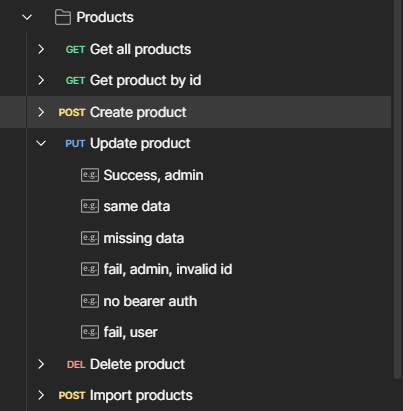 Products
GET Get all products
GET Get product by id
POST Create product
PUT Update product
e.g. Success, admin
e.g. same data
e.g. missing data
e.g. fail, admin, invalid id
e.g. no bearer auth
e.g. fail, user
DEL Delete product
POST Import products